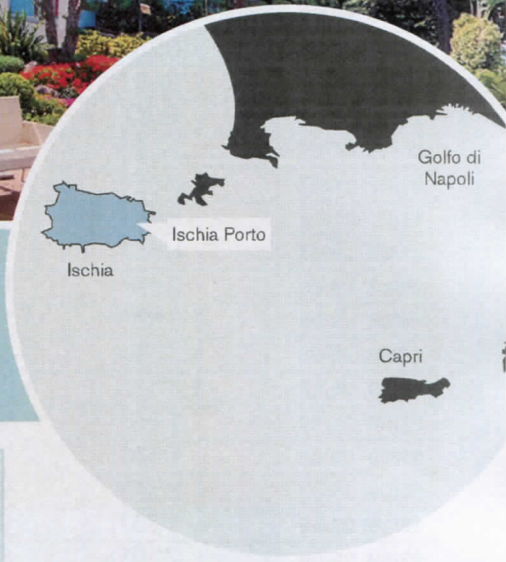 Golfo di
Napoli
Ischia Porto
Ischia
Capri